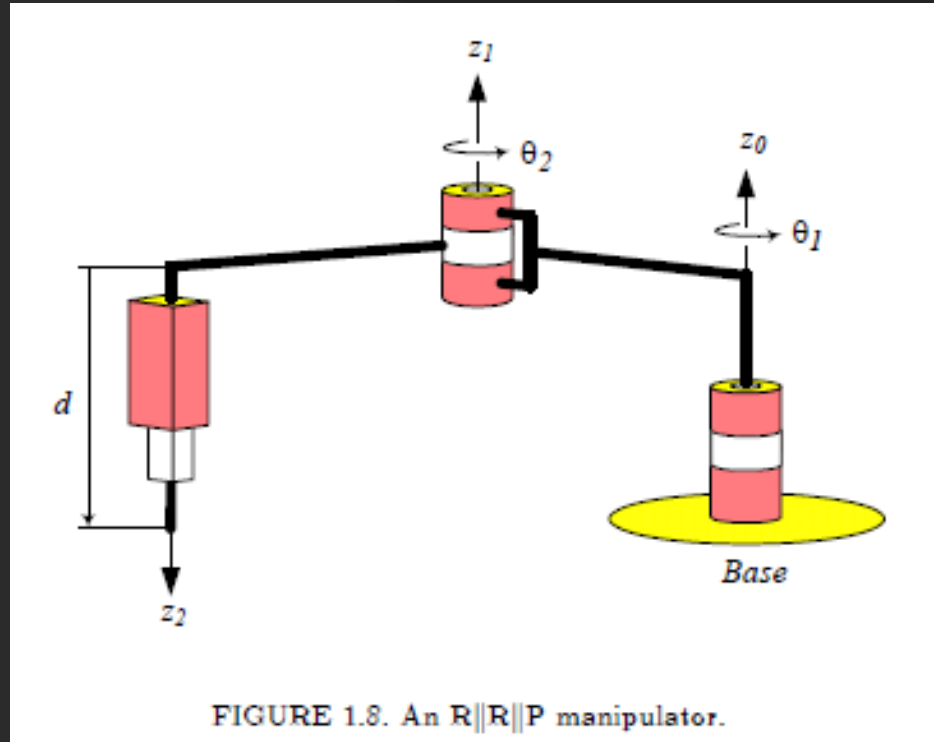 z1
z0
θ2
θ1
d
Base
z2
FIGURE 1.8. An R||R||P manipulator.